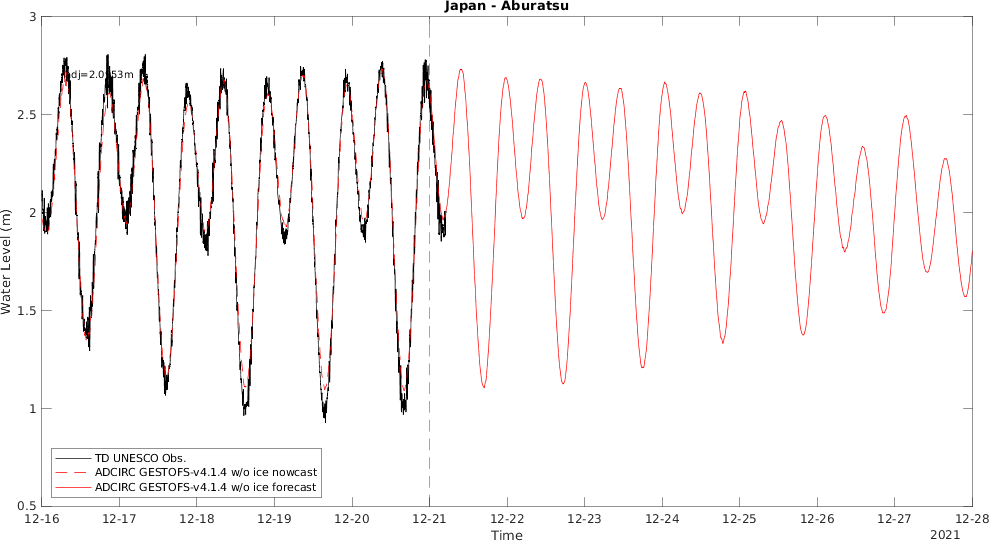 Japan - Aburatsu
3
2.5
2
1.5
1
0.5
Water Level (m)
TD UNESCO Obs.
ADCIRC GESTOFS-v4.1.4 w/o ice nowcast
ADCIRC GESTOFS-v4.1.4 w/o ice forecast
12-16 12-17 12-18 12-19 12-20 12-21 12-22 12-23 12-24 12-25 12-26 12-27 12-28
Time
2021